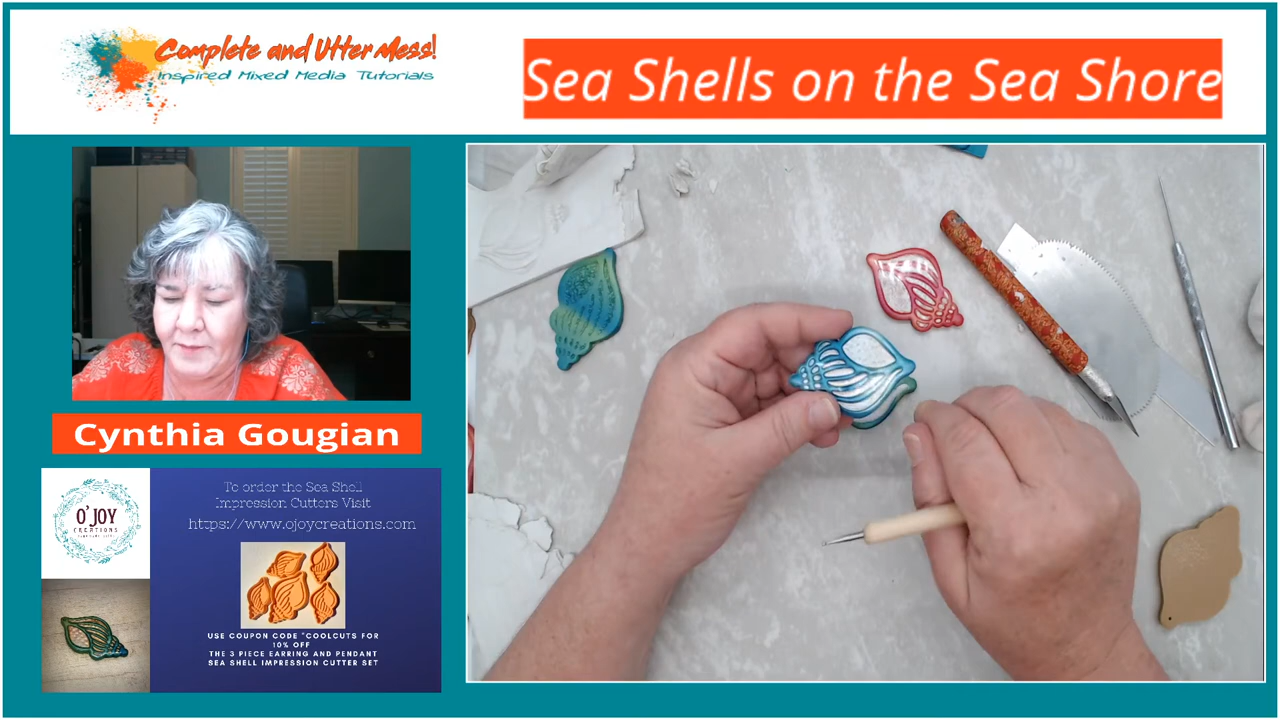 Complete and Utter Mess!
Inspired Mixed Media Tutorials
Sea Shells on the Sea Shore
Cynthia Gougian
O'JOY
CREATIONS
To order the Sea Shell
Impression Cutters Visit
https://www.ojoycreations.com
USE COUPON CODE "COOLCUTS FOR
10% OFF
THE 3 PIECE EARRING AND PENDANT
SEA SHELL IMPRESSION CUTTER SET